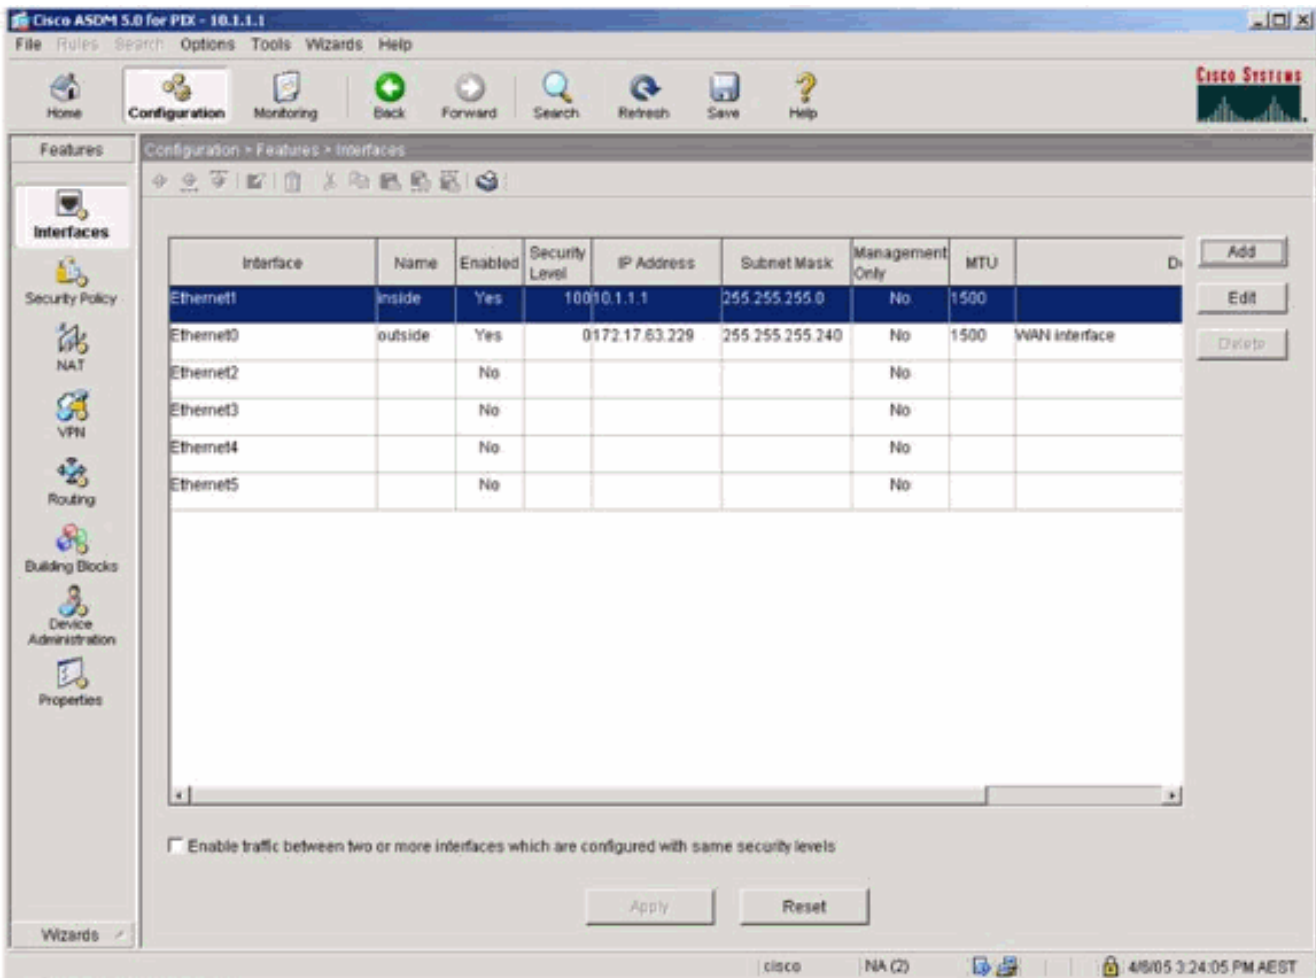 Cisco ASDM 5.0 for PIX - 10.1.1.1
File Rules Search Options Tools Wizards Help
Home Configuration Monitoring Back Forward Search Refresh Save Help
CISCO SYSTEMS
Features
Configuration > Features > Interfaces
Interfaces
Security Policy
NAT
VPN
Routing
Building Blocks
Device Administration
Properties
Wizards
Interface Name Enabled Security Level IP Address Subnet Mask Management Only MTU De
Ethernet1 inside Yes 100 10.1.1.1 255.255.255.0 No 1500
Ethernet0 outside Yes 0 172.17.63.229 255.255.255.240 No 1500 WAN interface
Ethernet2 No No
Ethernet3 No No
Ethernet4 No No
Ethernet5 No No
Add
Edit
Delete
Enable traffic between two or more interfaces which are configured with same security levels
Apply Reset
cisco NA (2) 4/6/05 3:24:05 PM AEST